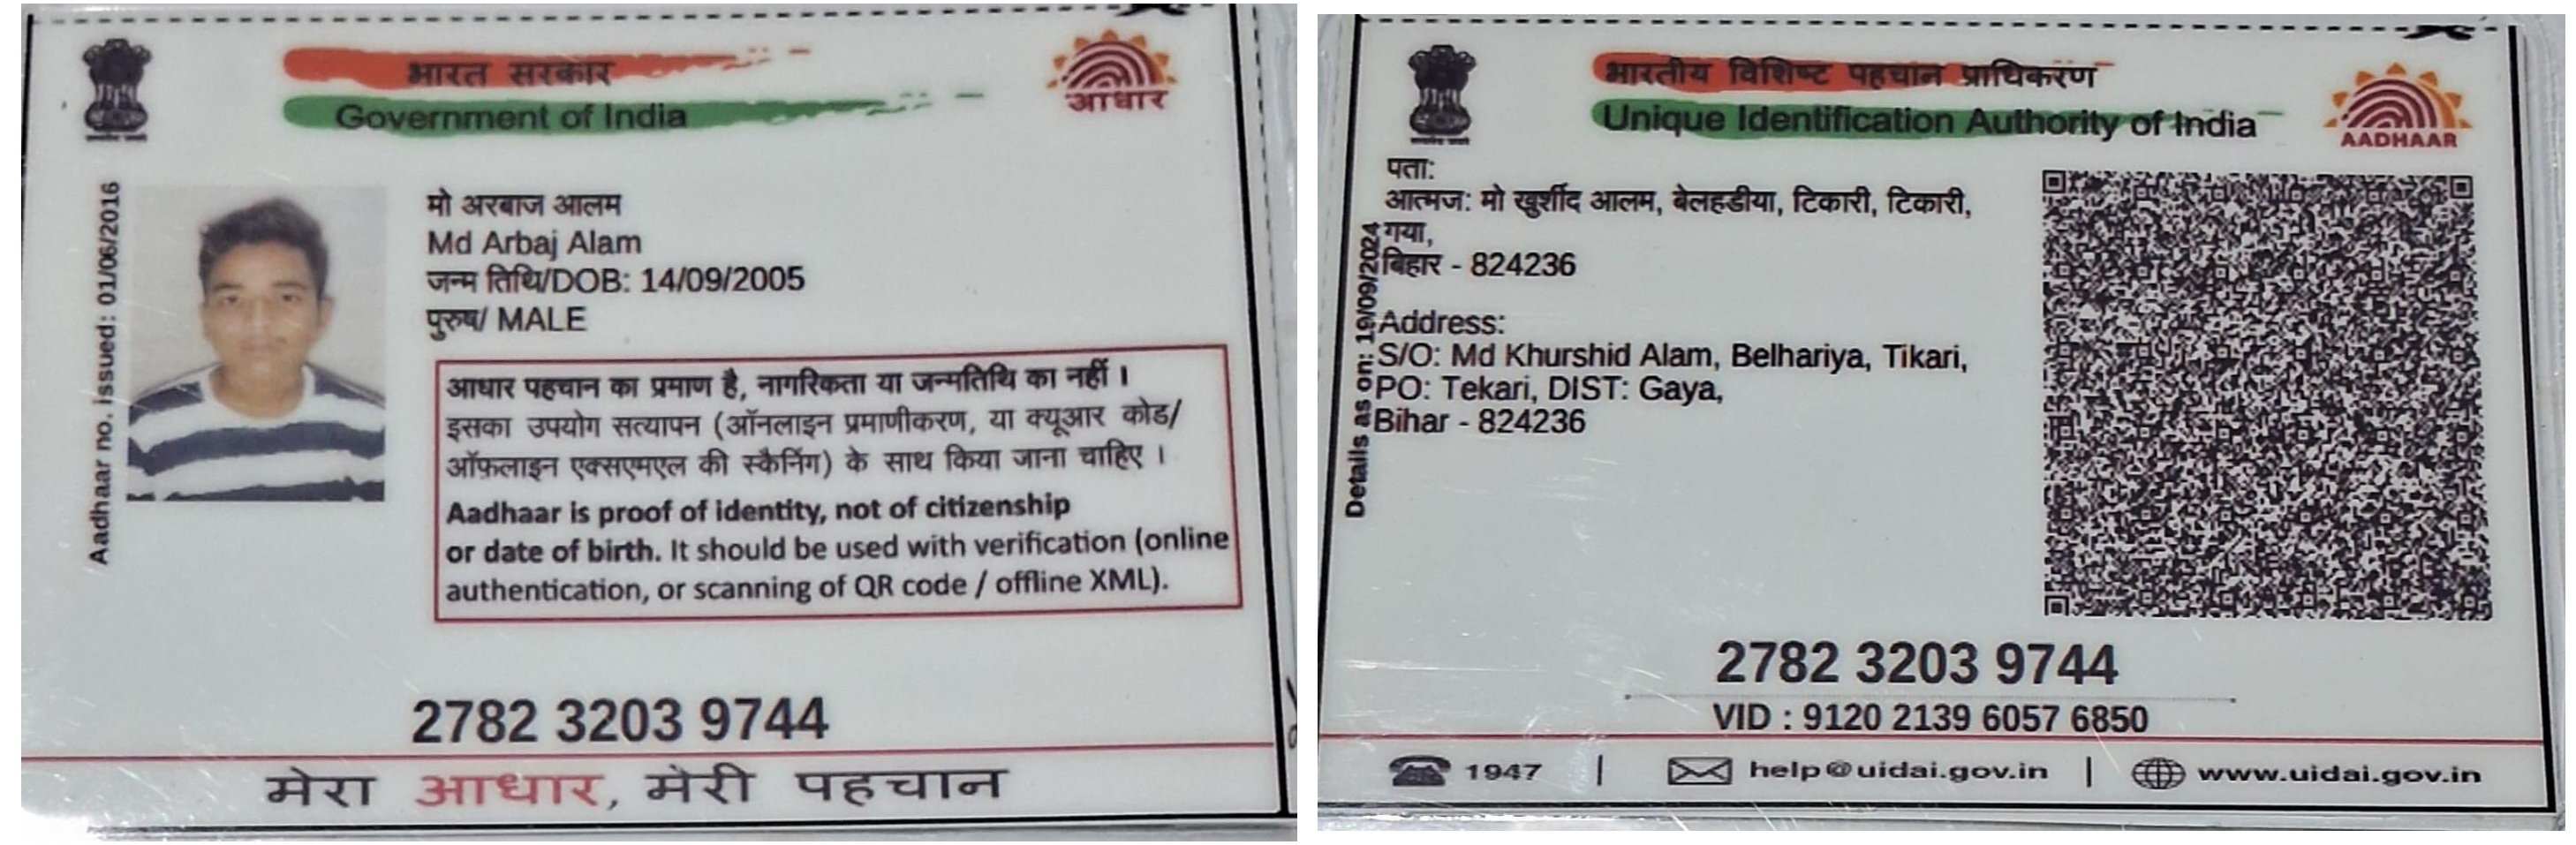 भारत सरकार
Government of India
आधार
Aadhaar no. issued: 01/06/2016
मो अरबाज आलम
Md Arbaj Alam
जन्म तिथि/DOB: 14/09/2005
पुरुष/ MALE
आधार पहचान का प्रमाण है, नागरिकता या जन्मतिथि का नहीं ।
इसका उपयोग सत्यापन (ऑनलाइन प्रमाणीकरण, या क्यूआर कोड/
ऑफ़लाइन एक्सएमएल की स्कैनिंग) के साथ किया जाना चाहिए ।
Aadhaar is proof of identity, not of citizenship
or date of birth. It should be used with verification (online
authentication, or scanning of QR code / offline XML).
2782 3203 9744
मेरा आधार, मेरी पहचान
भारतीय विशिष्ट पहचान प्राधिकरण
Unique Identification Authority of India
AADHAAR
Details as on: 19/09/2024
पता:
आत्मज: मो खुर्शीद आलम, बेलहडीया, टिकारी, टिकारी,
गया,
बिहार - 824236
Address:
S/O: Md Khurshid Alam, Belhariya, Tikari,
PO: Tekari, DIST: Gaya,
Bihar - 824236
2782 3203 9744
VID : 9120 2139 6057 6850
1947 | help@uidai.gov.in | www.uidai.gov.in